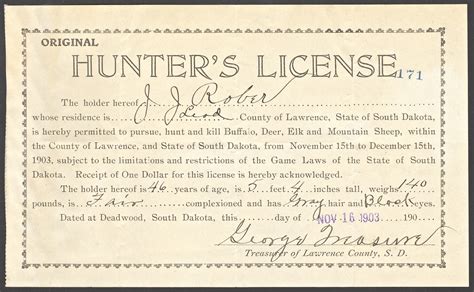 ORIGINAL
HUNTER'S LICENSE 171
The holder hereof J. J. Rober
whose residence is Lead, County of Lawrence, State of South Dakota,
is hereby permitted to pursue, hunt and kill Buffalo, Deer, Elk and Mountain Sheep, within
the County of Lawrence, and State of South Dakota, from November 15th to December 15th,
1903, subject to the limitations and restrictions of the Game Laws of the State of South
Dakota. Receipt of One Dollar for this license is hereby acknowledged.
The holder hereof is 46 years of age, is 5 feet 4 inches tall, weighs 140
pounds, is Fair complexioned and has Gray hair and Black eyes.
Dated at Deadwood, South Dakota, this day of NOV 16 1903 190
George Measure
Treasurer of Lawrence County, S. D.